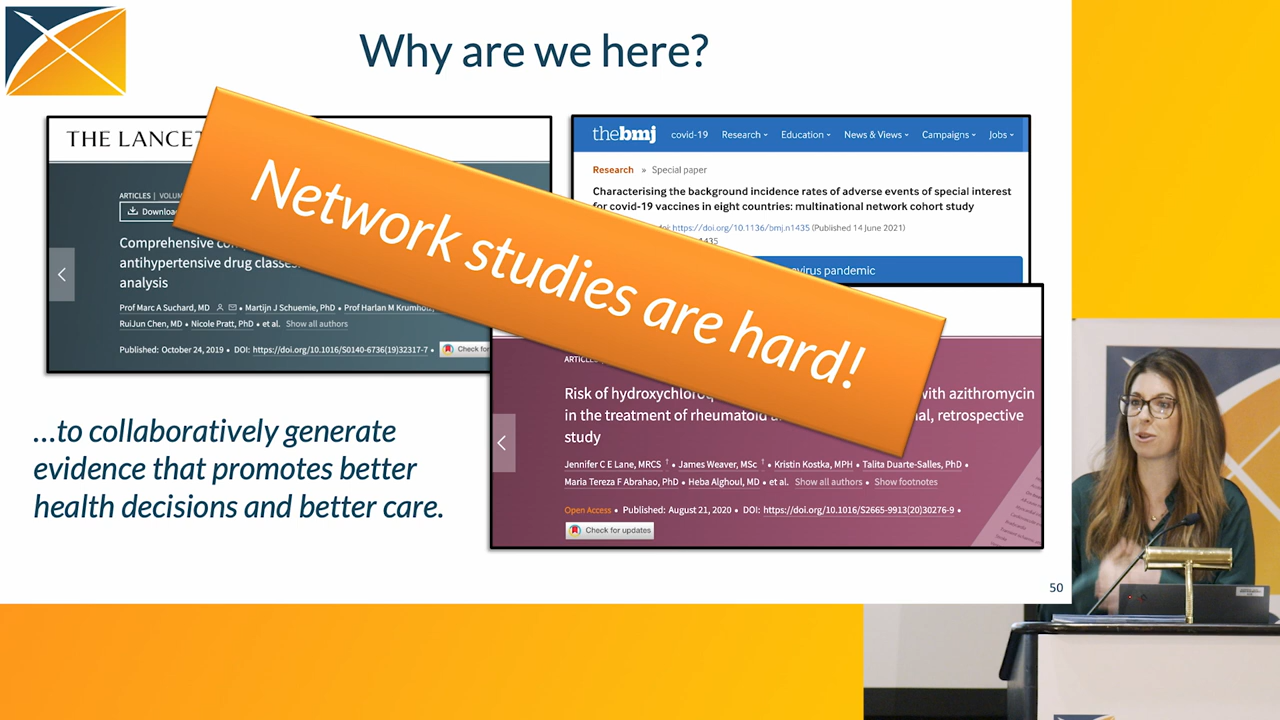 Why are we here?
THE LANCET
ARTICLES | VOLUM
Downloa
Comprehensive
antihypertensive drug classes
analysis
Prof Marc A Suchard, MD • Martijn J Schuemie, PhD • Prof Harlan M Krumholz
RuiJun Chen, MD • Nicole Pratt, PhD • et al. Show all authors
Published: October 24, 2019 • DOI: https://doi.org/10.1016/S0140-6736(19)32317-7 •
Check for
thebmj covid-19 Research Education News & Views Campaigns Jobs
Research » Special paper
Characterising the background incidence rates of adverse events of special interest
for covid-19 vaccines in eight countries: multinational network cohort study
doi: https://doi.org/10.1136/bmj.n1435 (Published 14 June 2021)
1435
virus pandemic
Network studies are hard!
ARTICLES
Risk of hydroxychloroq with azithromycin
in the treatment of rheumatoid a al, retrospective
study
Jennifer C E Lane, MRCS † • James Weaver, MSc † • Kristin Kostka, MPH • Talita Duarte-Salles, PhD •
Maria Tereza F Abrahao, PhD • Heba Alghoul, MD • et al. Show all authors • Show footnotes
Open Access • Published: August 21, 2020 • DOI: https://doi.org/10.1016/S2665-9913(20)30276-9 •
Check for updates
...to collaboratively generate
evidence that promotes better
health decisions and better care.
50